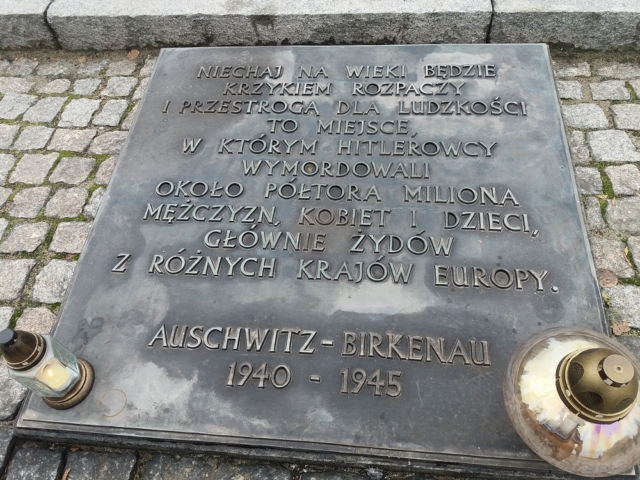 NIECHAJ NA WIEKI BĘDZIE
KRZYKIEM ROZPACZY
I PRZESTROGĄ DLA LUDZKOŚCI
TO MIEJSCE,
W KTÓRYM HITLEROWCY
WYMORDOWALI
OKOŁO PÓŁTORA MILIONA
MĘŻCZYZN, KOBIET I DZIECI,
GŁÓWNIE ŻYDÓW
Z RÓŻNYCH KRAJÓW EUROPY.
AUSCHWITZ-BIRKENAU
1940 - 1945